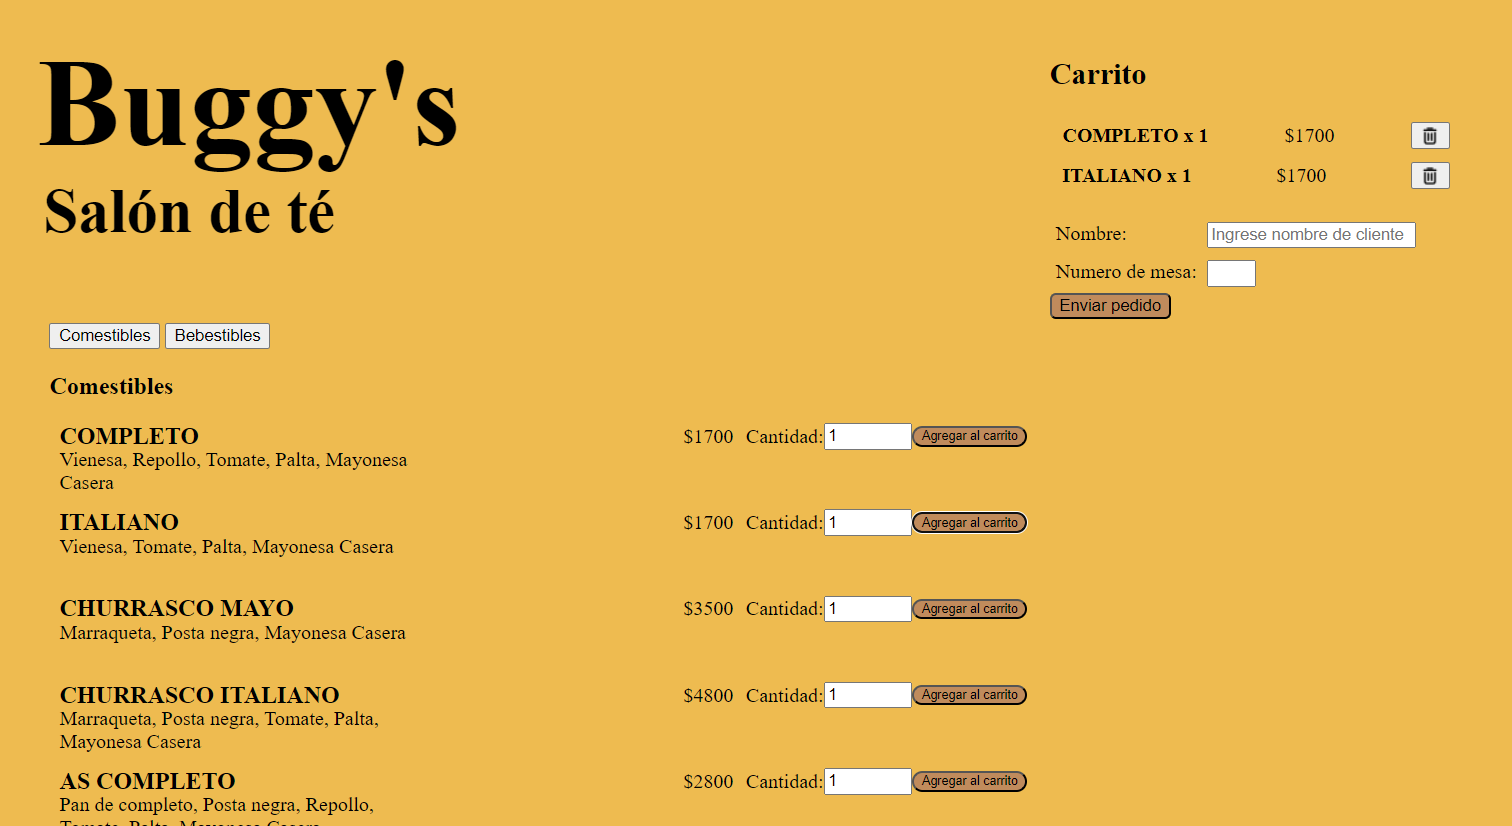 Buggy's
Salón de té
Carrito
COMPLETO x 1 $1700
ITALIANO x 1 $1700
Nombre: Ingrese nombre de cliente
Numero de mesa:
Enviar pedido
Comestibles Bebestibles
Comestibles
COMPLETO $1700 Cantidad: 1 Agregar al carrito
Vienesa, Repollo, Tomate, Palta, Mayonesa
Casera
ITALIANO $1700 Cantidad: 1 Agregar al carrito
Vienesa, Tomate, Palta, Mayonesa Casera
CHURRASCO MAYO $3500 Cantidad: 1 Agregar al carrito
Marraqueta, Posta negra, Mayonesa Casera
CHURRASCO ITALIANO $4800 Cantidad: 1 Agregar al carrito
Marraqueta, Posta negra, Tomate, Palta,
Mayonesa Casera
AS COMPLETO $2800 Cantidad: 1 Agregar al carrito
Pan de completo, Posta negra, Repollo,
Tomate, Palta, Mayonesa Casera